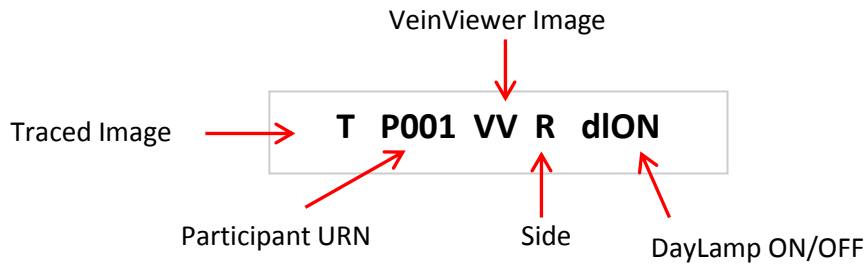 VeinViewer Image
Traced Image
T P001 VV R dlON
Participant URN
Side
DayLamp ON/OFF